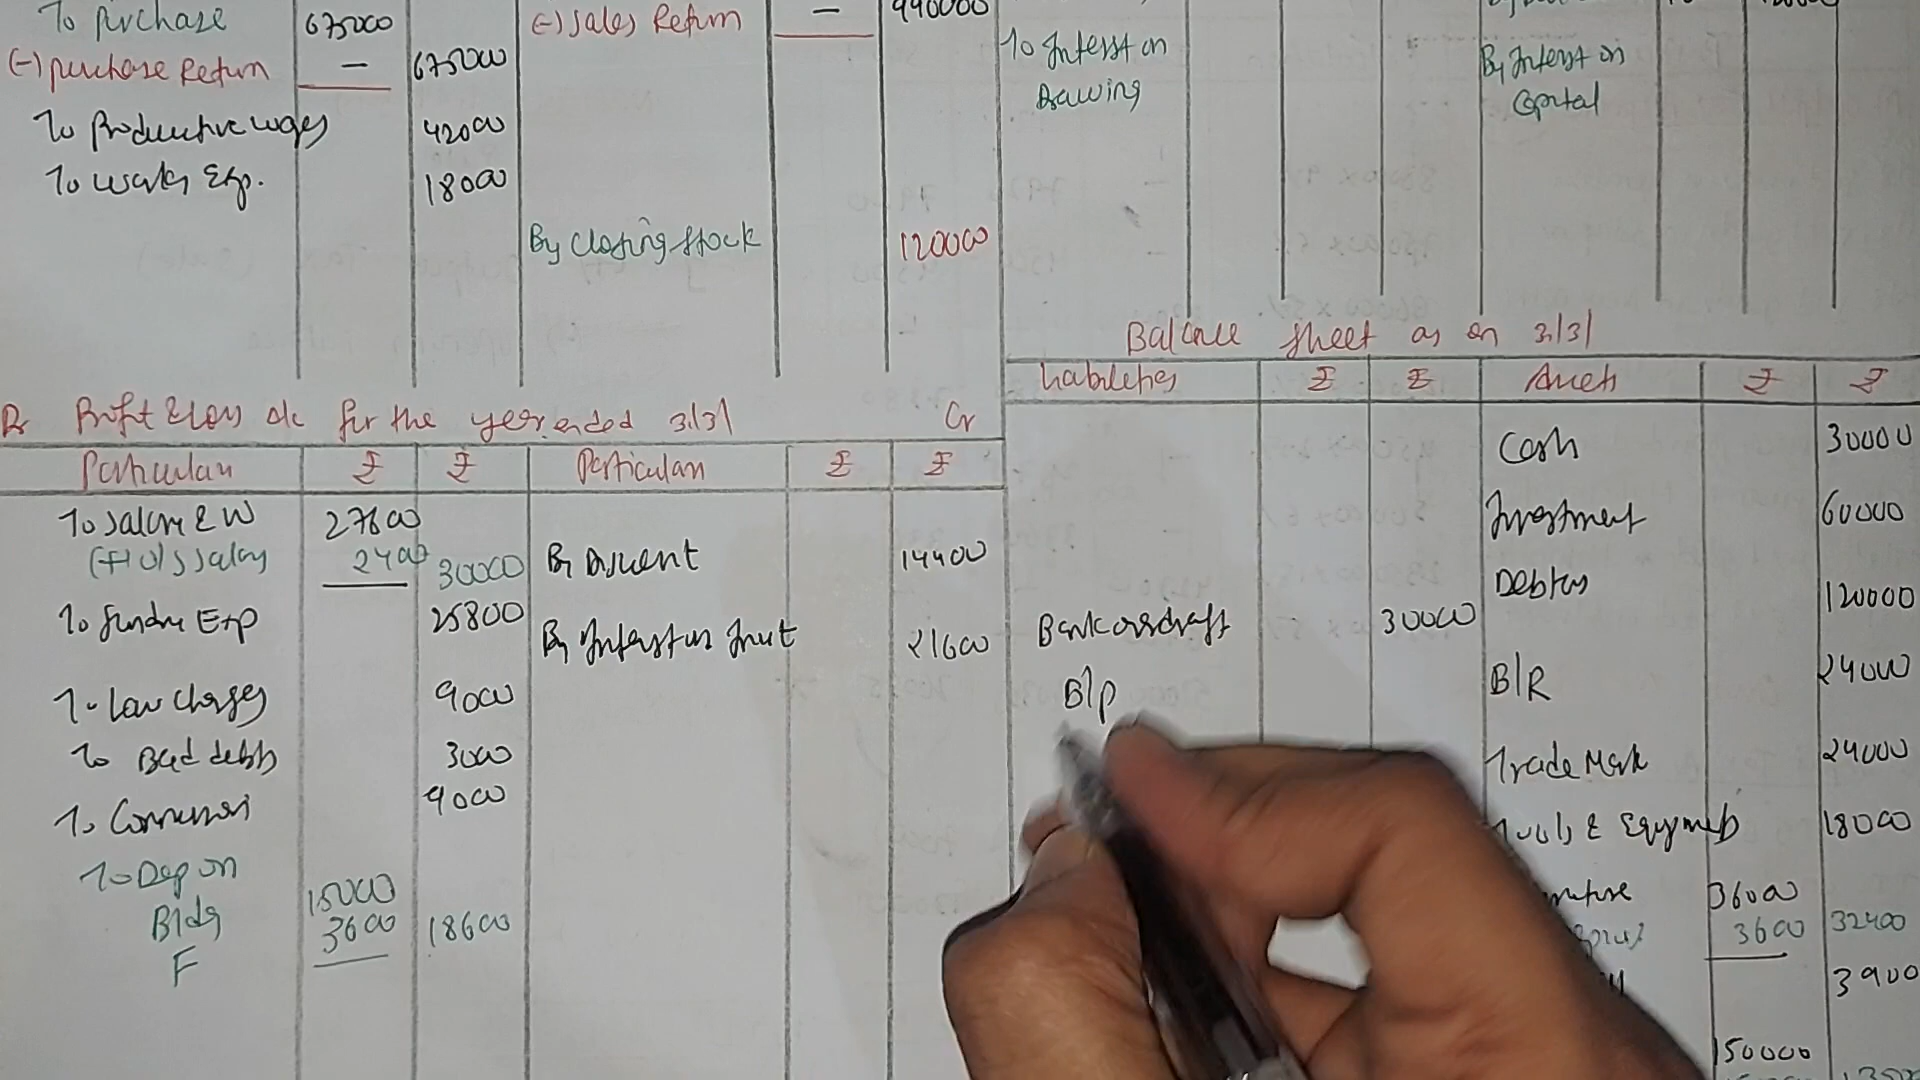 To purchase 675000
(-) purchase Return — 675000
To Productive wages 42000
To works Exp. 18000
(-) sales Return — 990000
By Closing stock 120000
To Interest on
Drawing
By Interest on
Capital
Dr Profit & Loss a/c for the year ended 31/3/ Cr
Particulars ₹ ₹ Particulars ₹ ₹
To Salary & W 27600
(+) O/s Salary 2400 30000
To Sundry Exp 25800
To Law Charges 9000
To Bad debts 3000
To Commission 9000
To Dep on
Bldg 15000
F 3600 18600
By Discount 14400
By Interest on Invt 21600
Balance Sheet as on 31/3/
Liabilities ₹ ₹ Assets ₹ ₹
Bank overdraft 30000
B/P
Cash 30000
Investment 60000
Debtors 120000
B/R 24000
Trade Mark 24000
Tools & Equipments 18000
36000
3600 32400
3900
150000